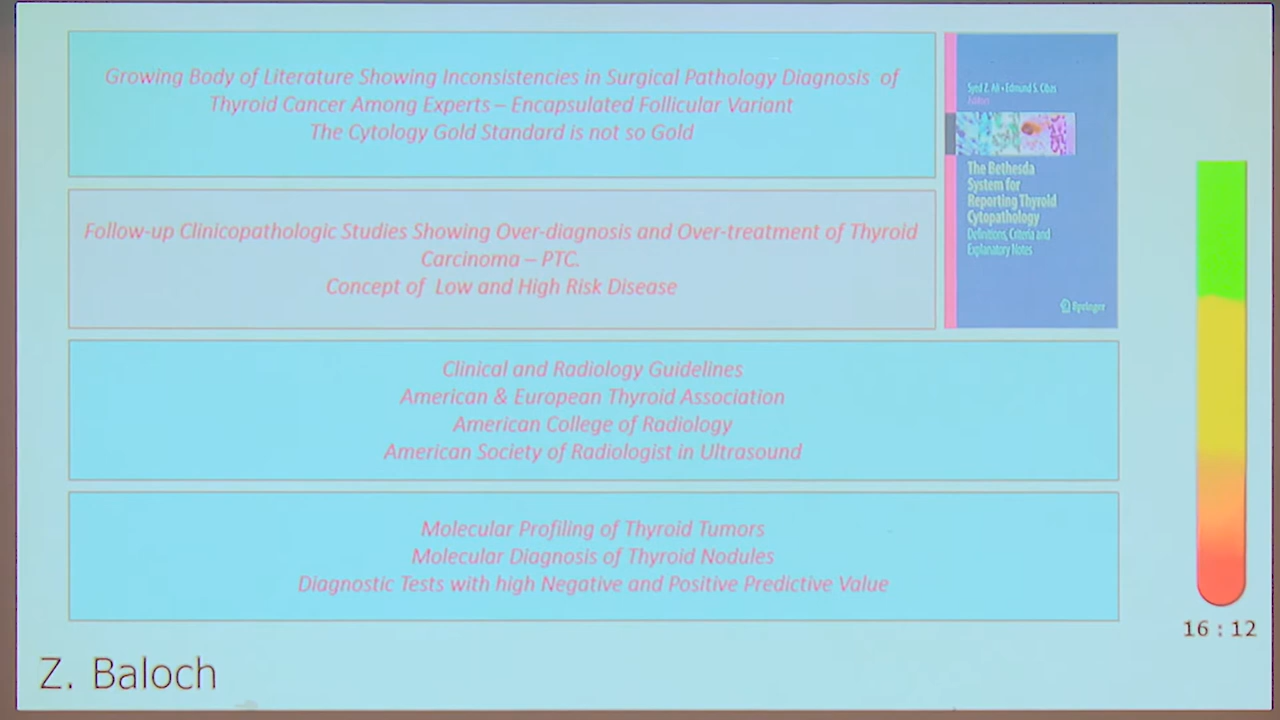 Growing Body of Literature Showing Inconsistencies in Surgical Pathology Diagnosis of
Thyroid Cancer Among Experts – Encapsulated Follicular Variant
The Cytology Gold Standard is not so Gold
Syed Z. Ali • Edmund S. Cibas
Editors
The Bethesda
System for
Reporting Thyroid
Cytopathology
Definitions, Criteria and
Explanatory Notes
Springer
Follow-up Clinicopathologic Studies Showing Over-diagnosis and Over-treatment of Thyroid
Carcinoma – PTC.
Concept of Low and High Risk Disease
Clinical and Radiology Guidelines
American & European Thyroid Association
American College of Radiology
American Society of Radiologist in Ultrasound
Molecular Profiling of Thyroid Tumors
Molecular Diagnosis of Thyroid Nodules
Diagnostic Tests with high Negative and Positive Predictive Value
16 : 12
Z. Baloch